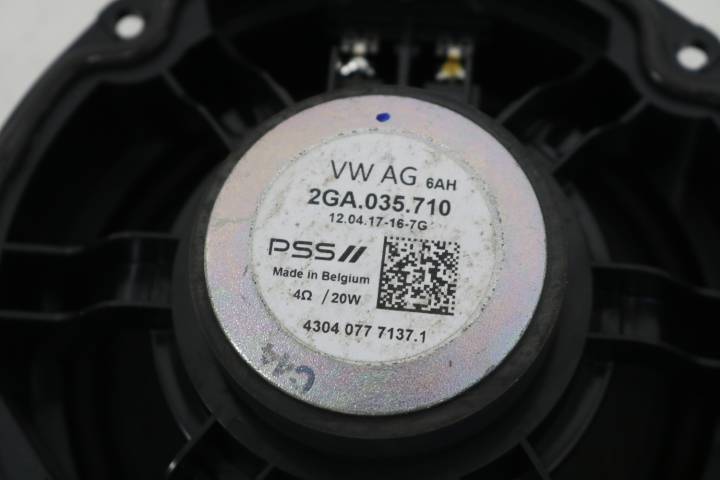 VW AG 6AH
2GA.035.710
12.04.17-16-7G
PSS//
Made in Belgium
4Ω / 20W
4304 077 7137.1
C14